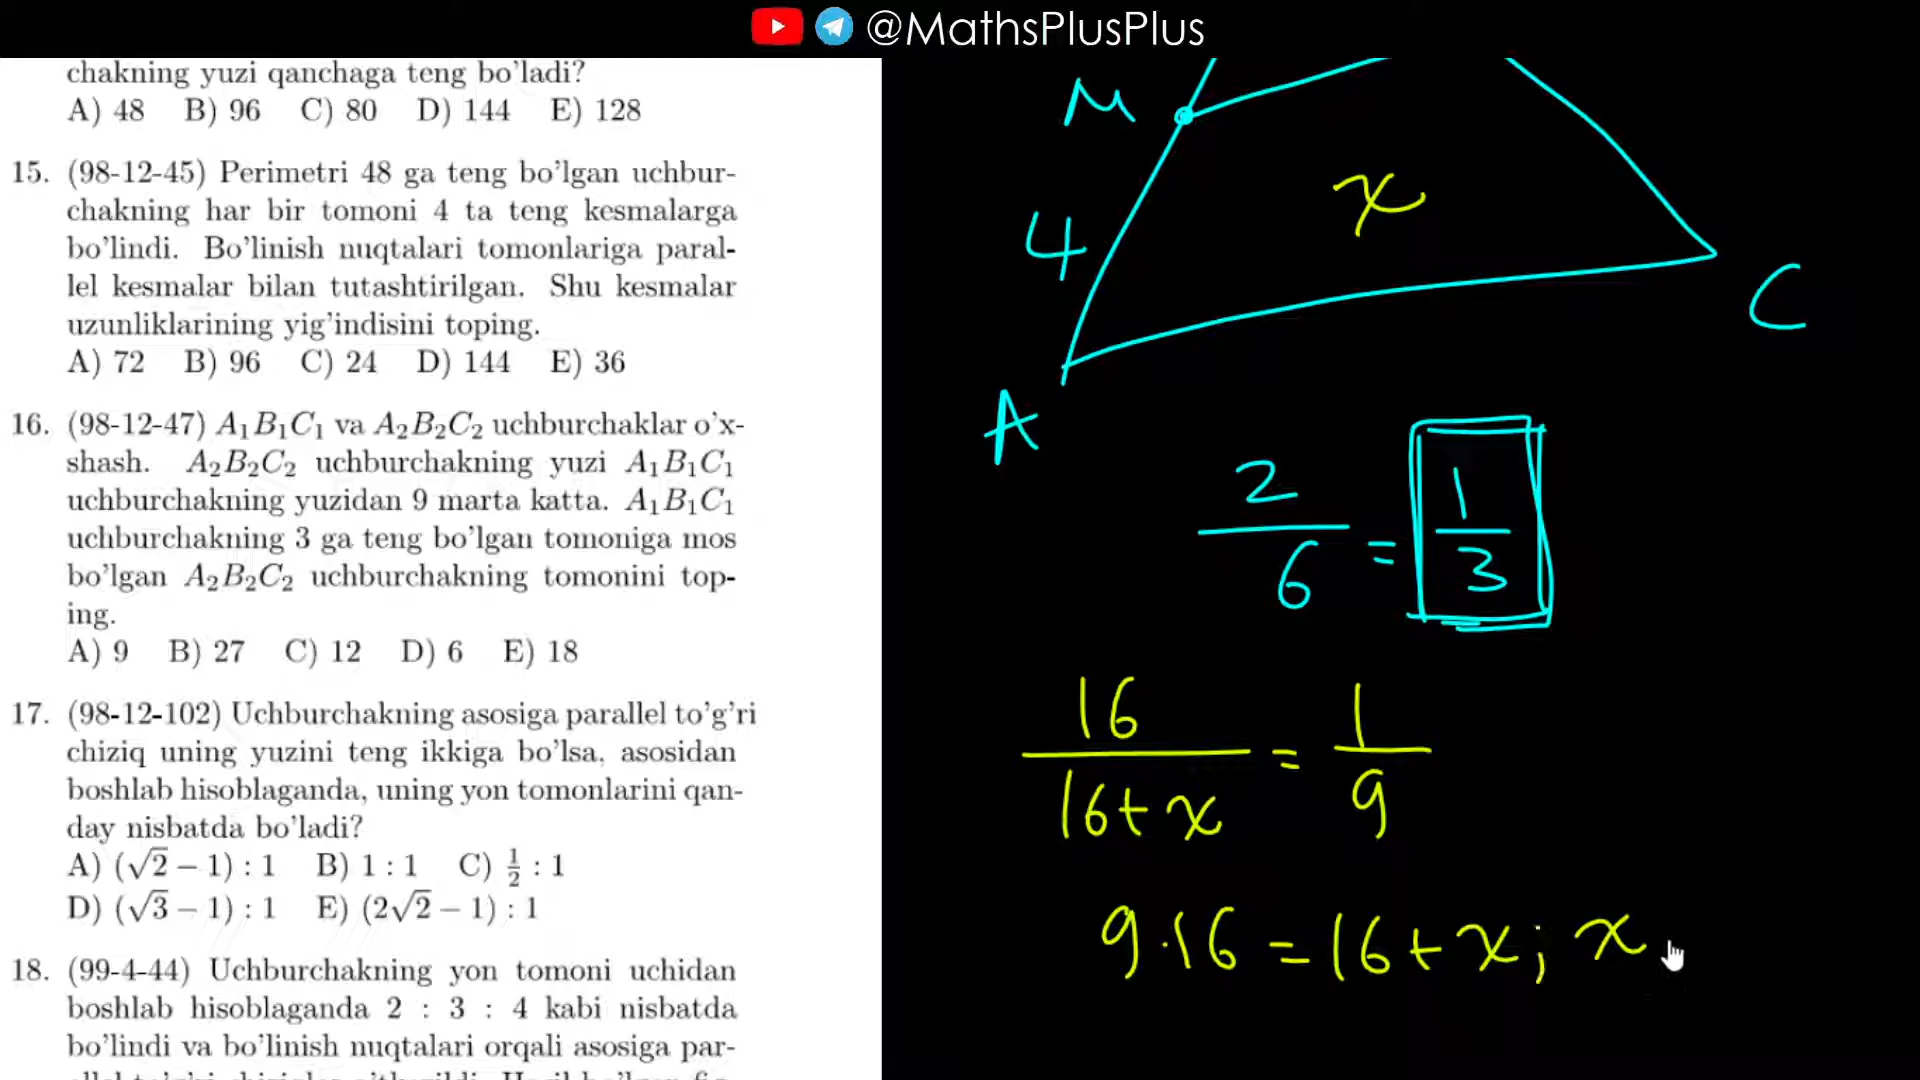 @MathsPlusPlus
chakning yuzi qanchaga teng bo'ladi?
A) 48 B) 96 C) 80 D) 144 E) 128
15. (98-12-45) Perimetri 48 ga teng bo'lgan uchbur-
chakning har bir tomoni 4 ta teng kesmalarga
bo'lindi. Bo'linish nuqtalari tomonlariga paral-
lel kesmalar bilan tutashtirilgan. Shu kesmalar
uzunliklarining yig'indisini toping.
A) 72 B) 96 C) 24 D) 144 E) 36
16. (98-12-47) A₁B₁C₁ va A₂B₂C₂ uchburchaklar o'x-
shash. A₂B₂C₂ uchburchakning yuzi A₁B₁C₁
uchburchakning yuzidan 9 marta katta. A₁B₁C₁
uchburchakning 3 ga teng bo'lgan tomoniga mos
bo'lgan A₂B₂C₂ uchburchakning tomonini top-
ing.
A) 9 B) 27 C) 12 D) 6 E) 18
17. (98-12-102) Uchburchakning asosiga parallel to'g'ri
chiziq uning yuzini teng ikkiga bo'lsa, asosidan
boshlab hisoblaganda, uning yon tomonlarini qan-
day nisbatda bo'ladi?
A) (√2 − 1) : 1 B) 1 : 1 C) 1/2 : 1
D) (√3 − 1) : 1 E) (2√2 − 1) : 1
18. (99-4-44) Uchburchakning yon tomoni uchidan
boshlab hisoblaganda 2 : 3 : 4 kabi nisbatda
bo'lindi va bo'linish nuqtalari orqali asosiga par-
M
x
4
C
A
2/6 = 1/3
16/(16+x) = 1/9
9·16 = 16+x; x